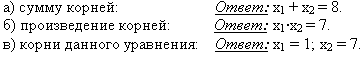 а) сумму корней: Ответ: x₁ + x₂ = 8.
б) произведение корней: Ответ: x₁·x₂ = 7.
в) корни данного уравнения: Ответ: x₁ = 1; x₂ = 7.